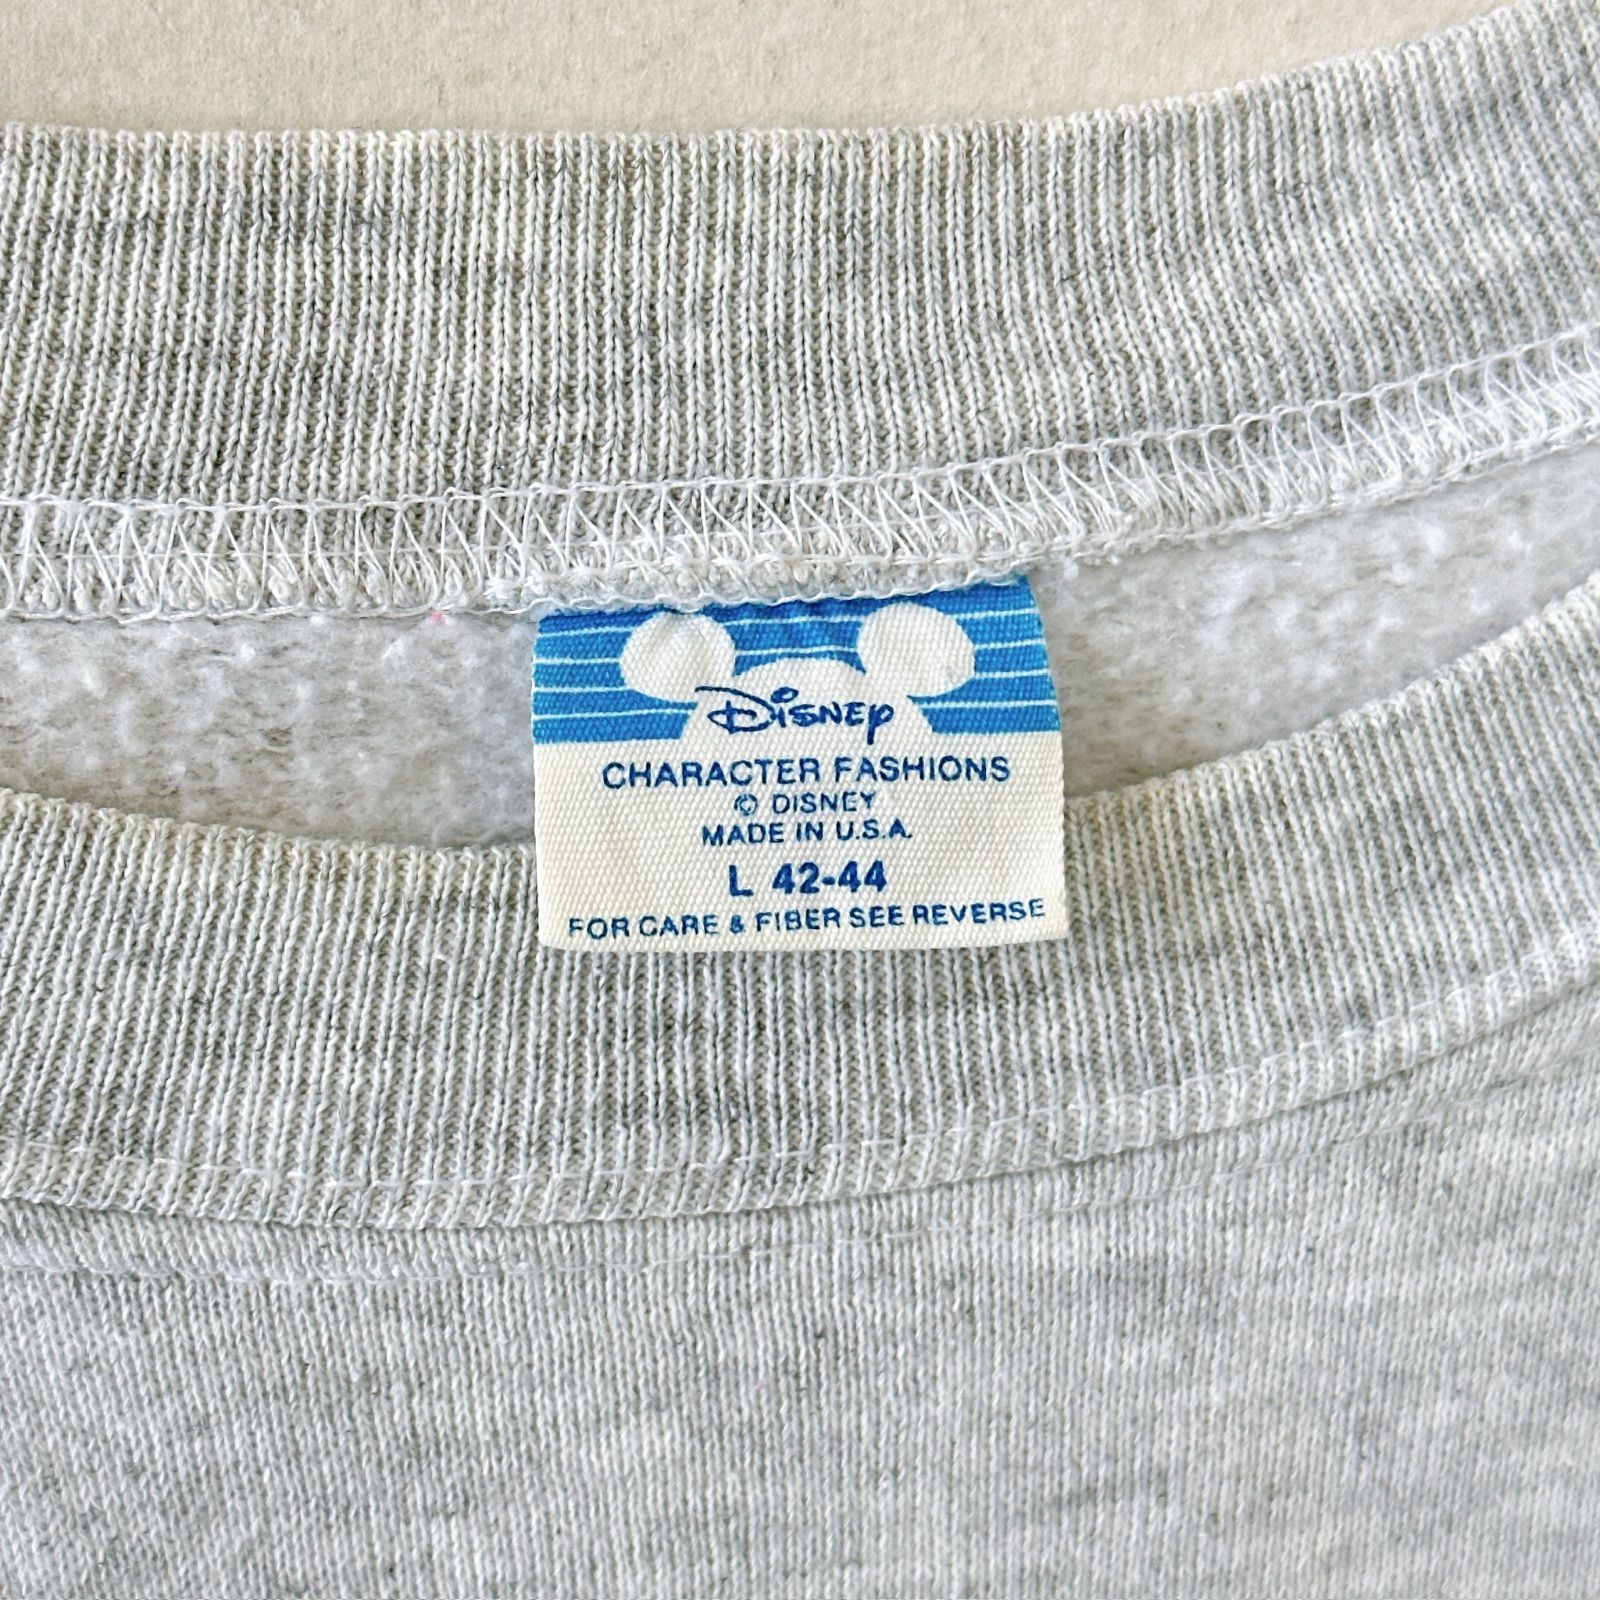 Disney
CHARACTER FASHIONS
© DISNEY
MADE IN U.S.A.
L 42-44
FOR CARE & FIBER SEE REVERSE